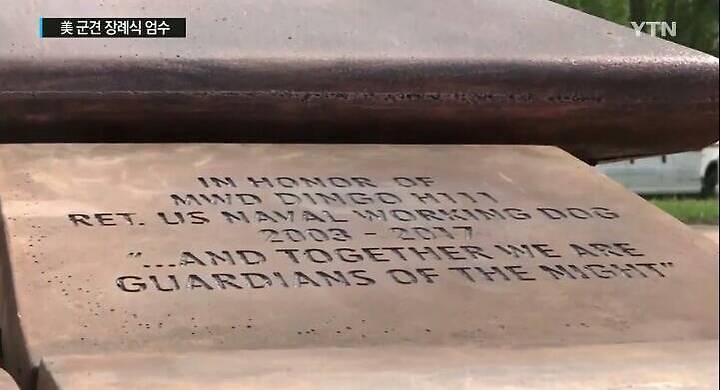 美 군견 장례식 엄수
YTN
IN HONOR OF
MWD DINGO H111
RET. US NAVAL WORKING DOG
2003 - 2017
"...AND TOGETHER WE ARE
GUARDIANS OF THE NIGHT"